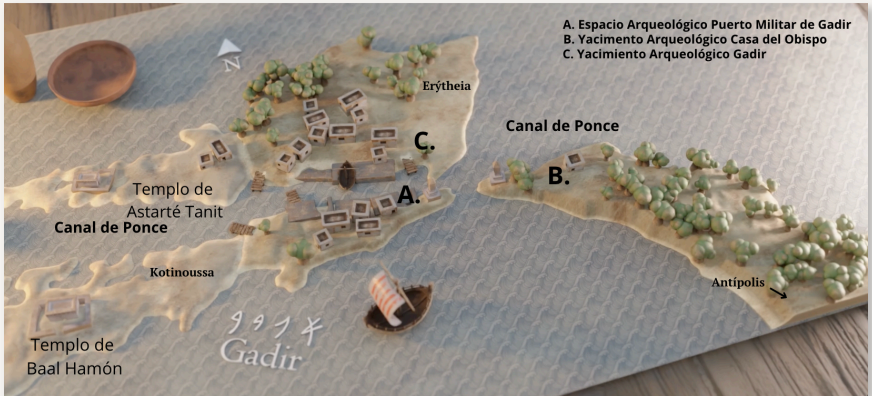 A. Espacio Arqueológico Puerto Militar de Gadir
B. Yacimento Arqueológico Casa del Obispo
C. Yacimiento Arqueológico Gadir
N
Erýtheia
Canal de Ponce
C.
B.
A.
Templo de
Astarté Tanit
Canal de Ponce
Kotinoussa
Antípolis
𐤀𐤂𐤃𐤓
Gadir
Templo de
Baal Hamón